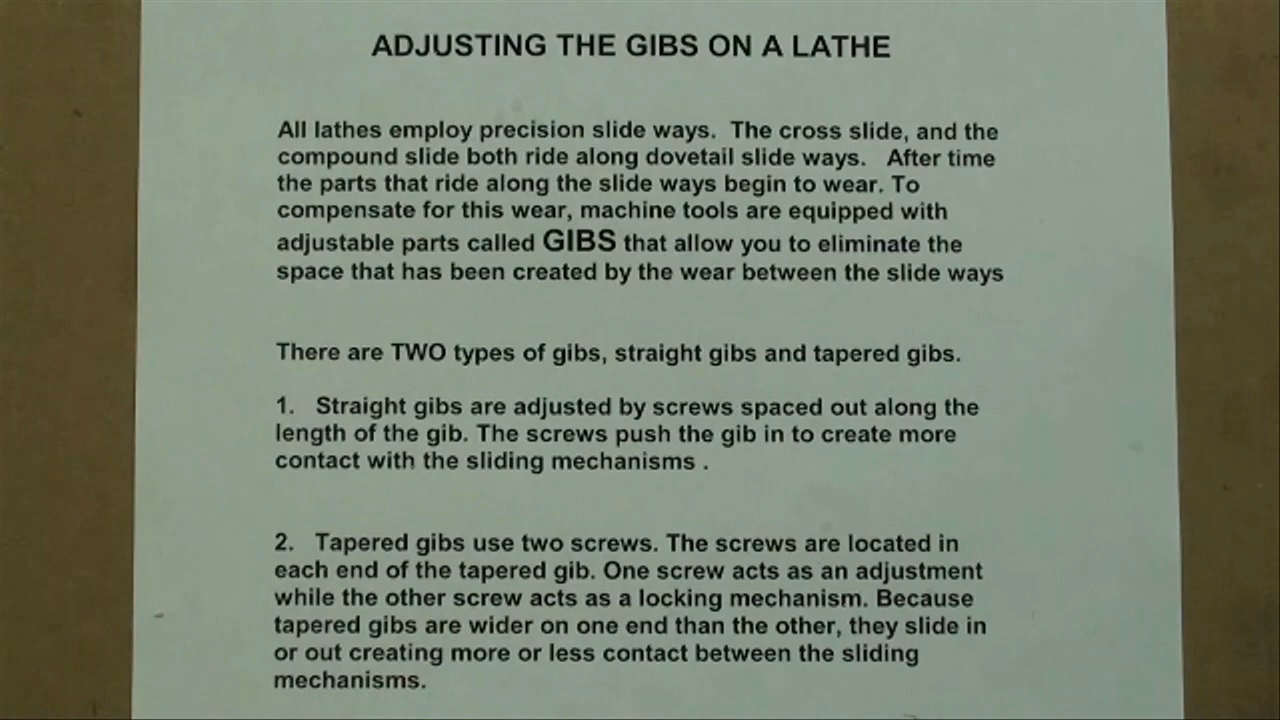 ADJUSTING THE GIBS ON A LATHE
All lathes employ precision slide ways. The cross slide, and the
compound slide both ride along dovetail slide ways. After time
the parts that ride along the slide ways begin to wear. To
compensate for this wear, machine tools are equipped with
adjustable parts called GIBS that allow you to eliminate the
space that has been created by the wear between the slide ways
There are TWO types of gibs, straight gibs and tapered gibs.
1. Straight gibs are adjusted by screws spaced out along the
length of the gib. The screws push the gib in to create more
contact with the sliding mechanisms .
2. Tapered gibs use two screws. The screws are located in
each end of the tapered gib. One screw acts as an adjustment
while the other screw acts as a locking mechanism. Because
tapered gibs are wider on one end than the other, they slide in
or out creating more or less contact between the sliding
mechanisms.